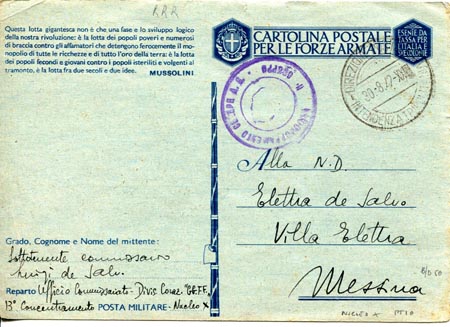 Questa lotta gigantesca non è che una fase e lo sviluppo logico
della nostra rivoluzione: è la lotta dei popoli poveri e numerosi
di braccia contro gli affamatori che detengono ferocemente il mo-
nopolio di tutte le ricchezze e di tutto l'oro della terra: è la lotta
dei popoli fecondi e giovani contro i popoli isteriliti e volgenti al
tramonto, è la lotta fra due secoli e due idee.
MUSSOLINI
CARTOLINA POSTALE
PER LE FORZE ARMATE
ESENTE DA
TASSA PER
L'ITALIA E
Alla N.D.
Elettra de Salvo
Villa Elettra
Messina
Grado, Cognome e Nome del mittente:
Sottotenente commissario
Luigi de Salvo
Reparto Ufficio Commissariato - Divis Coraz.
13° Concentramento POSTA MILITARE - Nucleo X
NUCLEO X